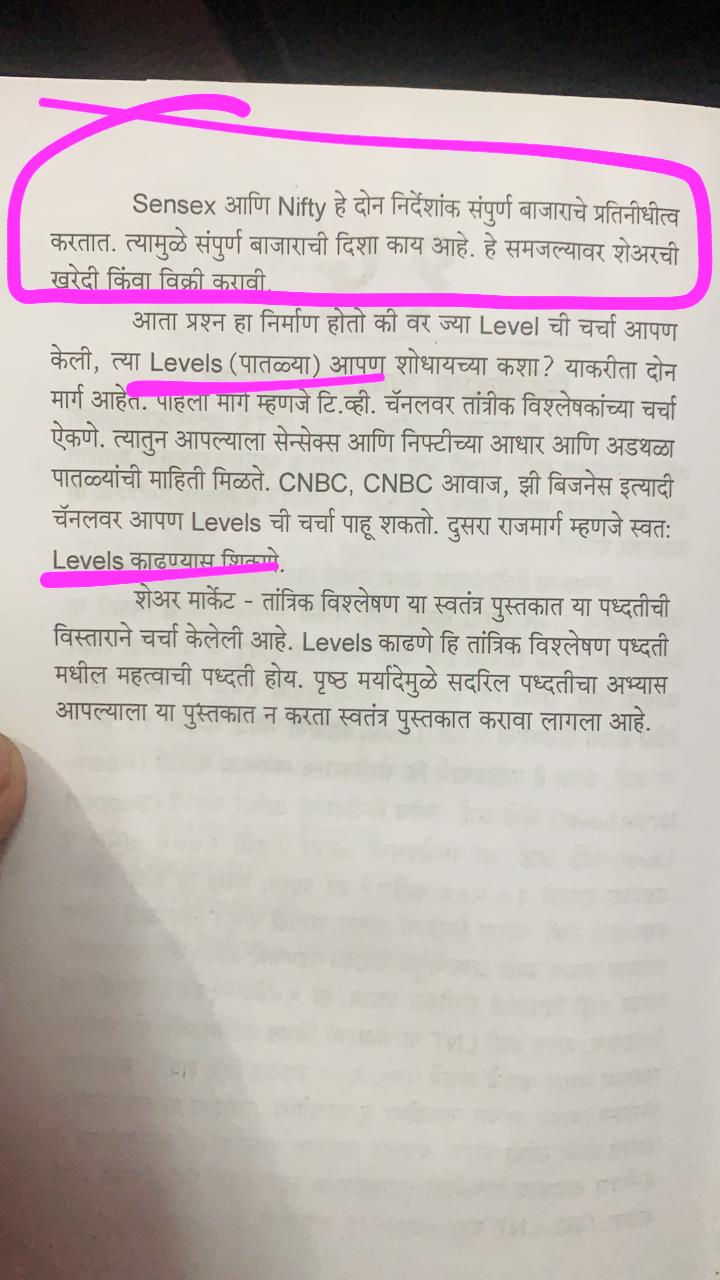 Sensex आणि Nifty हे दोन निर्देशांक संपुर्ण बाजाराचे प्रतिनीधीत्व
करतात. त्यामुळे संपुर्ण बाजाराची दिशा काय आहे. हे समजल्यावर शेअरची
खरेदी किंवा विक्री करावी.
आता प्रश्न हा निर्माण होतो की वर ज्या Level ची चर्चा आपण
केली, त्या Levels (पातळ्या) आपण शोधायच्या कशा? याकरीता दोन
मार्ग आहेत. पहिला मार्ग म्हणजे टि.व्ही. चॅनलवर तांत्रीक विश्लेषकांच्या चर्चा
ऐकणे. त्यातुन आपल्याला सेन्सेक्स आणि निफ्टीच्या आधार आणि अडथळा
पातळ्यांची माहिती मिळते. CNBC, CNBC आवाज, झी बिजनेस इत्यादी
चॅनलवर आपण Levels ची चर्चा पाहू शकतो. दुसरा राजमार्ग म्हणजे स्वत:
Levels काढण्यास शिकणे.
शेअर मार्केट - तांत्रिक विश्लेषण या स्वतंत्र पुस्तकात या पध्दतीची
विस्ताराने चर्चा केलेली आहे. Levels काढणे हि तांत्रिक विश्लेषण पध्दती
मधील महत्वाची पध्दती होय. पृष्ठ मर्यादेमुळे सदरिल पध्दतीचा अभ्यास
आपल्याला या पुस्तकात न करता स्वतंत्र पुस्तकात करावा लागला आहे.